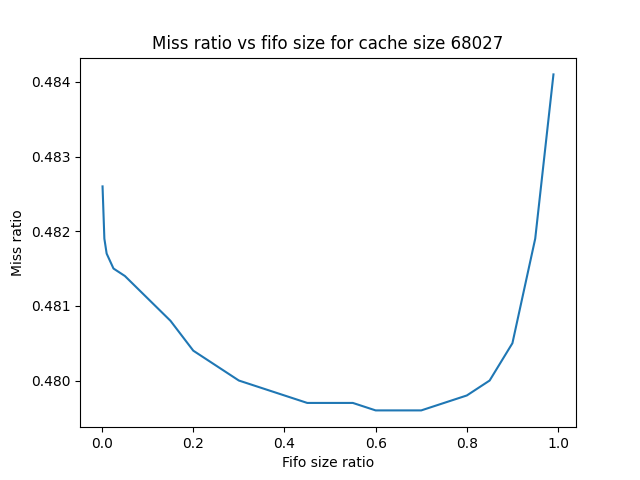 Miss ratio vs fifo size for cache size 68027
0.484
0.483
0.482
0.481
0.480
Miss ratio
0.0 0.2 0.4 0.6 0.8 1.0
Fifo size ratio